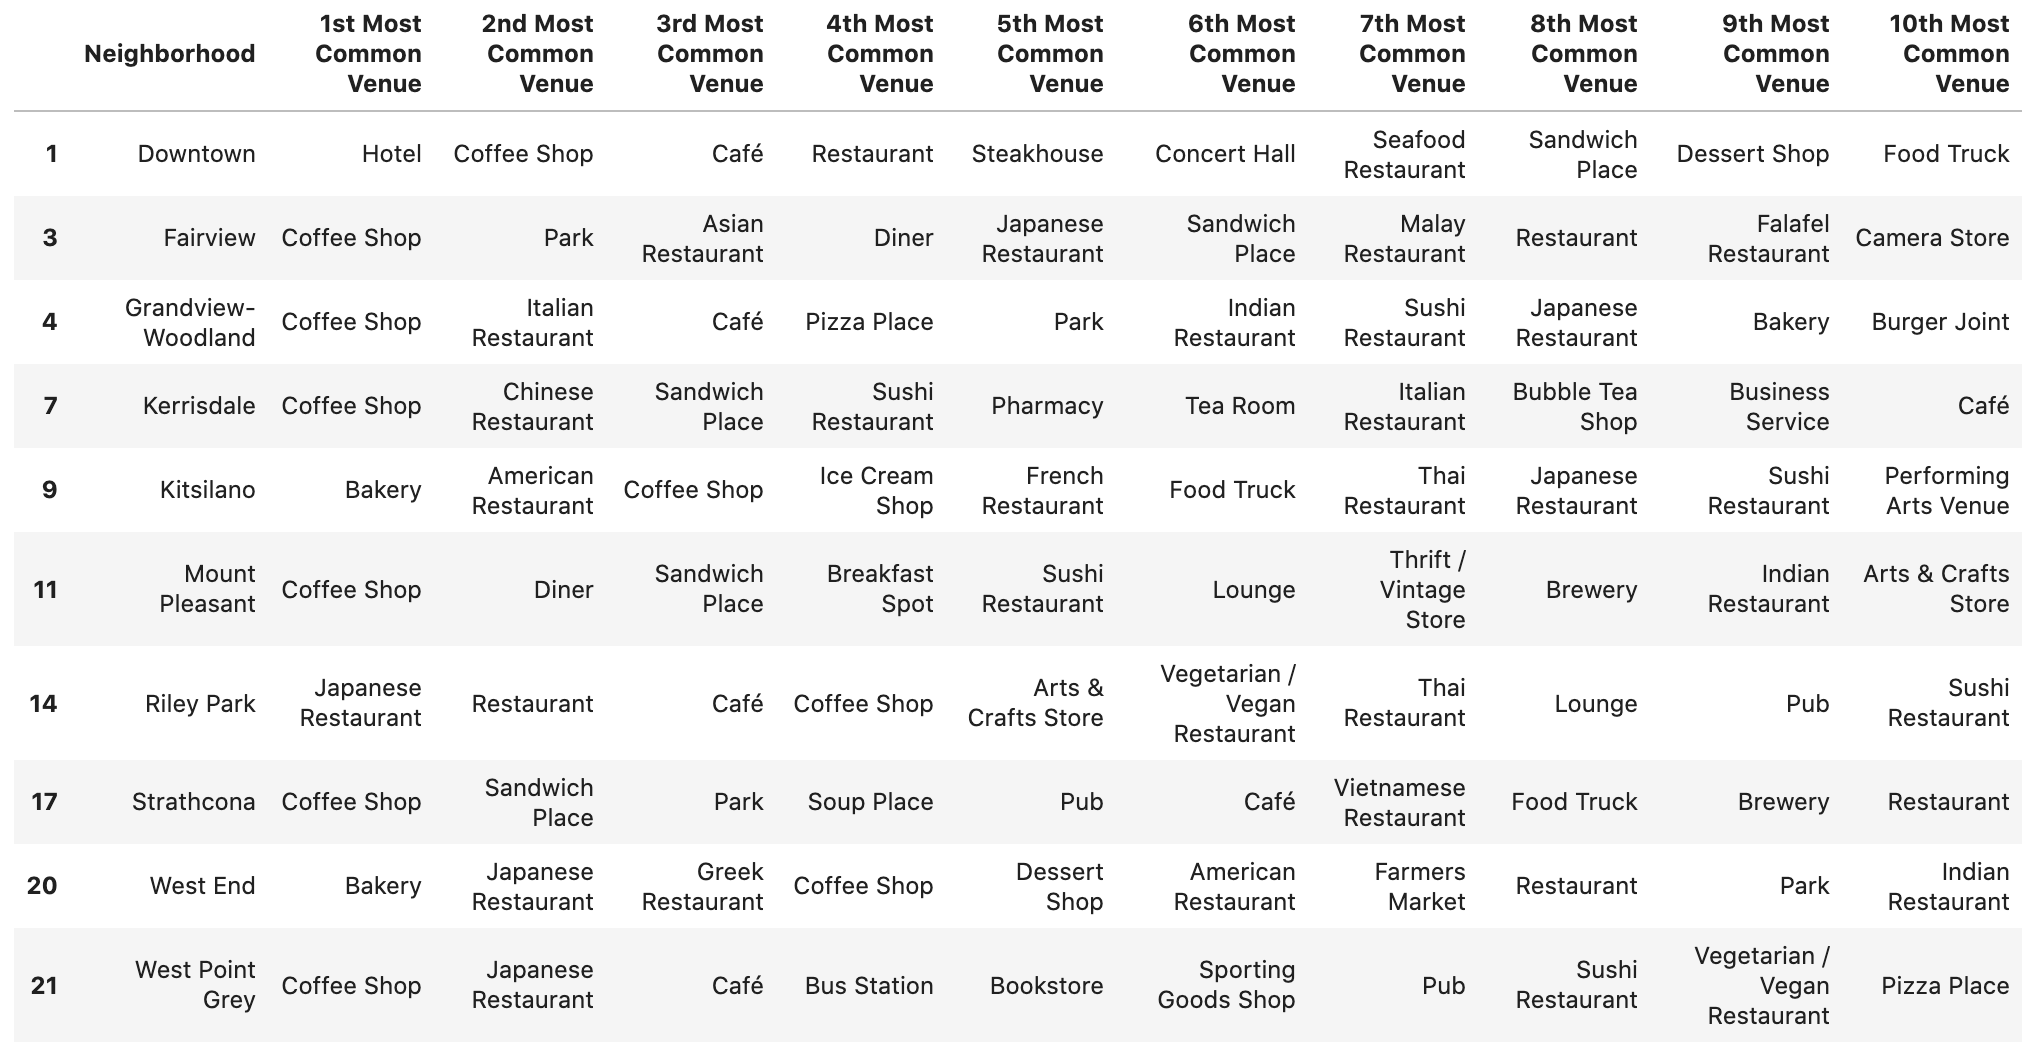 Neighborhood 1st Most Common Venue 2nd Most Common Venue 3rd Most Common Venue 4th Most Common Venue 5th Most Common Venue 6th Most Common Venue 7th Most Common Venue 8th Most Common Venue 9th Most Common Venue 10th Most Common Venue
1 Downtown Hotel Coffee Shop Café Restaurant Steakhouse Concert Hall Seafood Restaurant Sandwich Place Dessert Shop Food Truck
3 Fairview Coffee Shop Park Asian Restaurant Diner Japanese Restaurant Sandwich Place Malay Restaurant Restaurant Falafel Restaurant Camera Store
4 Grandview-Woodland Coffee Shop Italian Restaurant Café Pizza Place Park Indian Restaurant Sushi Restaurant Japanese Restaurant Bakery Burger Joint
7 Kerrisdale Coffee Shop Chinese Restaurant Sandwich Place Sushi Restaurant Pharmacy Tea Room Italian Restaurant Bubble Tea Shop Business Service Café
9 Kitsilano Bakery American Restaurant Coffee Shop Ice Cream Shop French Restaurant Food Truck Thai Restaurant Japanese Restaurant Sushi Restaurant Performing Arts Venue
11 Mount Pleasant Coffee Shop Diner Sandwich Place Breakfast Spot Sushi Restaurant Lounge Thrift / Vintage Store Brewery Indian Restaurant Arts & Crafts Store
14 Riley Park Japanese Restaurant Restaurant Café Coffee Shop Arts & Crafts Store Vegetarian / Vegan Restaurant Thai Restaurant Lounge Pub Sushi Restaurant
17 Strathcona Coffee Shop Sandwich Place Park Soup Place Pub Café Vietnamese Restaurant Food Truck Brewery Restaurant
20 West End Bakery Japanese Restaurant Greek Restaurant Coffee Shop Dessert Shop American Restaurant Farmers Market Restaurant Park Indian Restaurant
21 West Point Grey Coffee Shop Japanese Restaurant Café Bus Station Bookstore Sporting Goods Shop Pub Sushi Restaurant Vegetarian / Vegan Restaurant Pizza Place